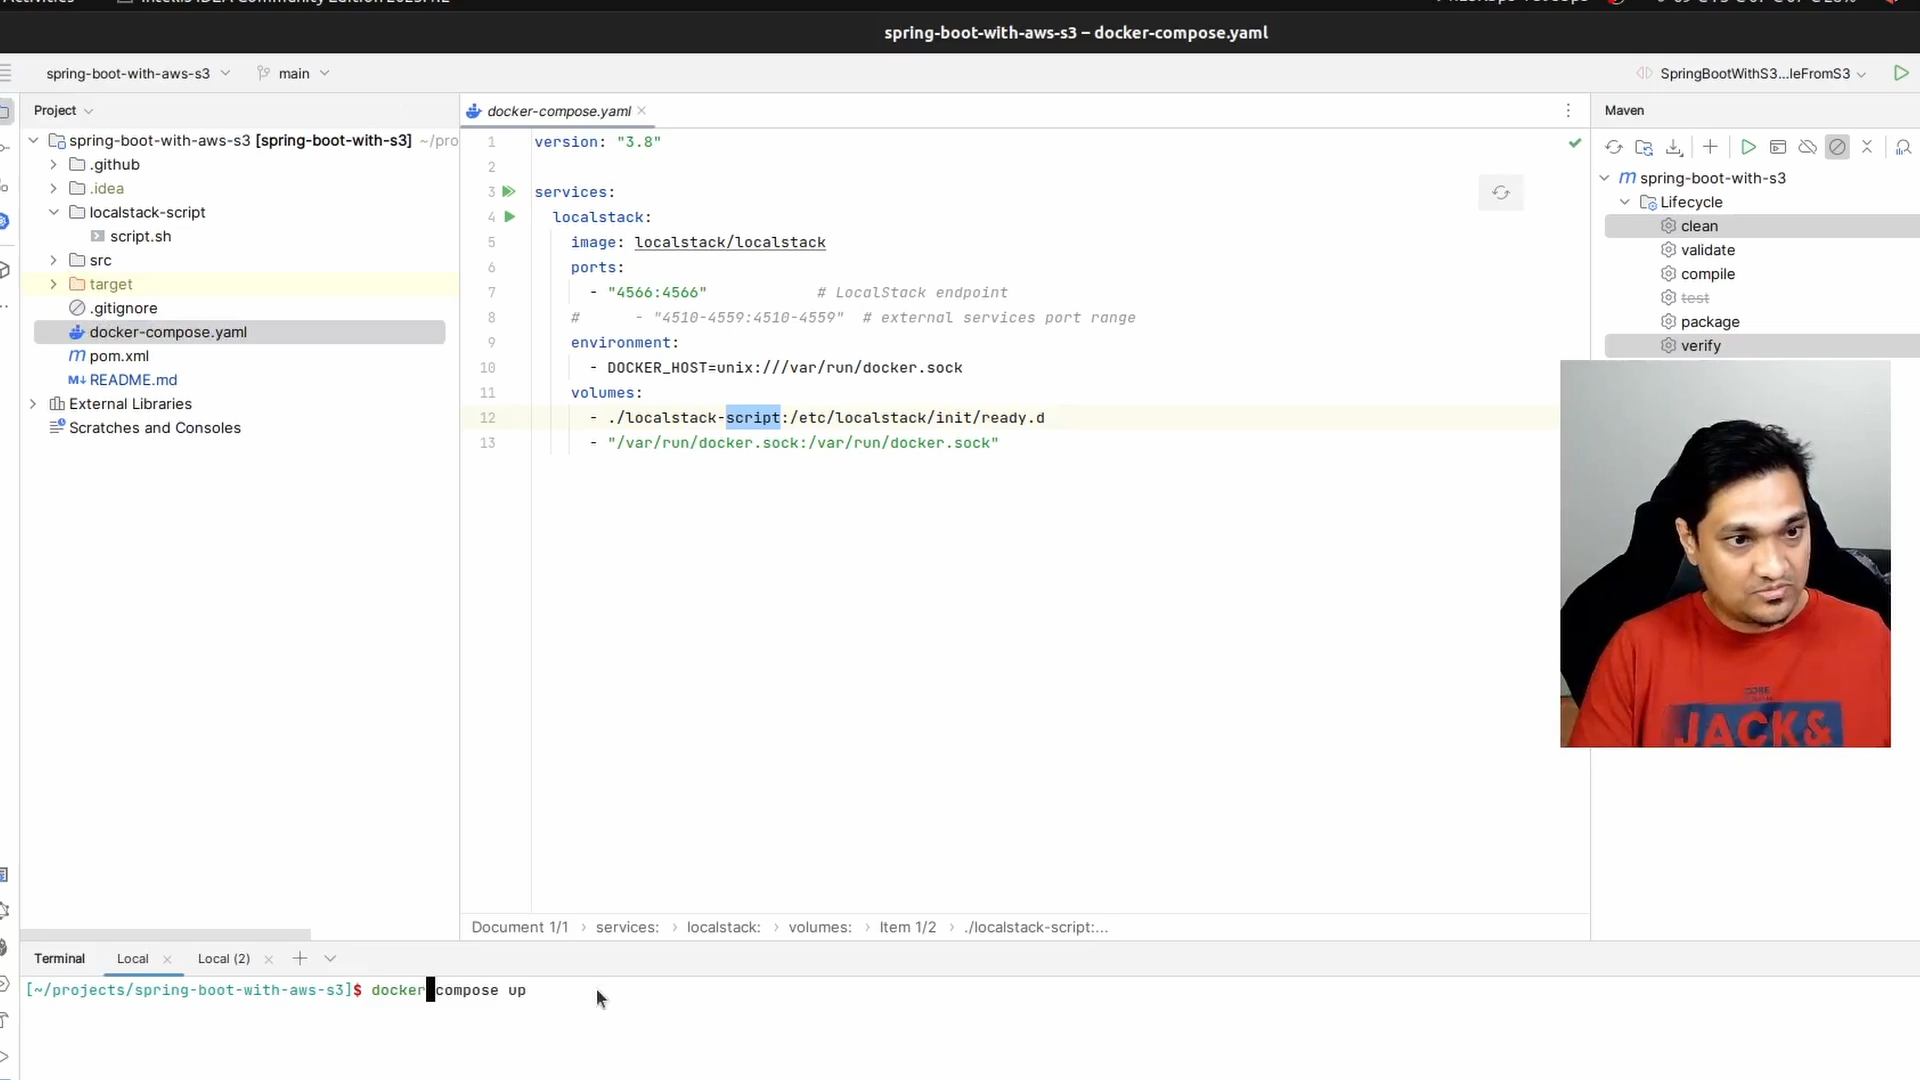 spring-boot-with-aws-s3 – docker-compose.yaml
spring-boot-with-aws-s3
main
SpringBootWithS3...leFromS3
Project
spring-boot-with-aws-s3 [spring-boot-with-s3] ~/pro
.github
.idea
localstack-script
script.sh
src
target
.gitignore
docker-compose.yaml
pom.xml
README.md
External Libraries
Scratches and Consoles
docker-compose.yaml
1 version: "3.8"
2
3 services:
4 localstack:
5 image: localstack/localstack
6 ports:
7 - "4566:4566" # LocalStack endpoint
8 # - "4510-4559:4510-4559" # external services port range
9 environment:
10 - DOCKER_HOST=unix:///var/run/docker.sock
11 volumes:
12 - ./localstack-script:/etc/localstack/init/ready.d
13 - "/var/run/docker.sock:/var/run/docker.sock"
Document 1/1 › services: › localstack: › volumes: › Item 1/2 › ./localstack-script:...
Maven
spring-boot-with-s3
Lifecycle
clean
validate
compile
test
package
verify
CORE
JACK&
Terminal Local Local (2)
[~/projects/spring-boot-with-aws-s3]$ docker compose up